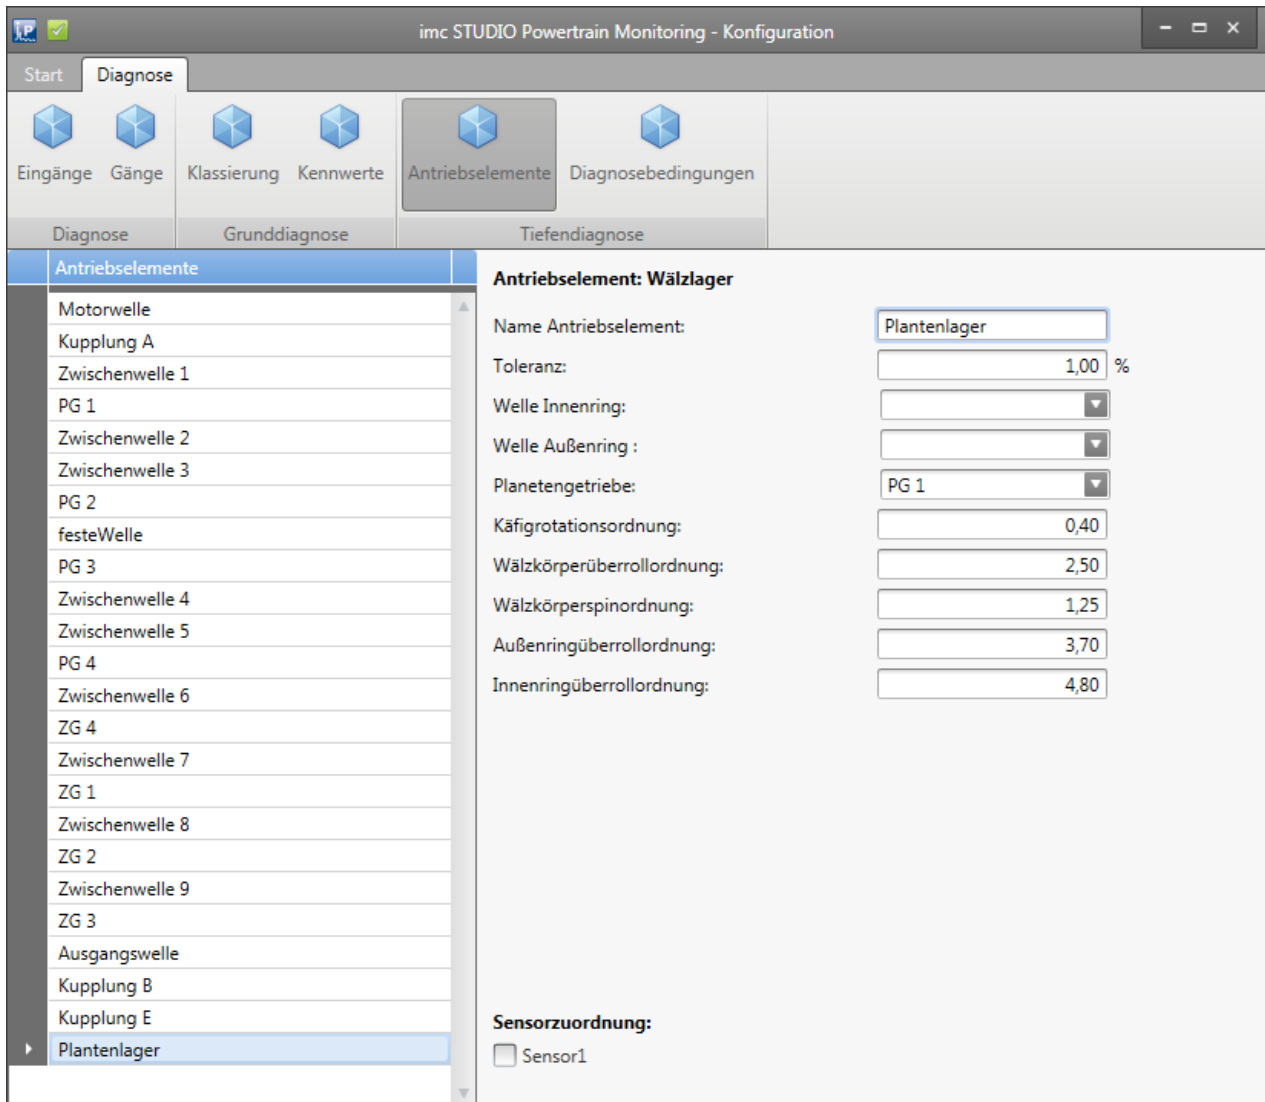 imc STUDIO Powertrain Monitoring - Konfiguration
Start Diagnose
Eingänge Gänge Klassierung Kennwerte Antriebselemente Diagnosebedingungen
Diagnose Grunddiagnose Tiefendiagnose
Antriebselemente
Motorwelle
Kupplung A
Zwischenwelle 1
PG 1
Zwischenwelle 2
Zwischenwelle 3
PG 2
festeWelle
PG 3
Zwischenwelle 4
Zwischenwelle 5
PG 4
Zwischenwelle 6
ZG 4
Zwischenwelle 7
ZG 1
Zwischenwelle 8
ZG 2
Zwischenwelle 9
ZG 3
Ausgangswelle
Kupplung B
Kupplung E
Plantenlager
Antriebselement: Wälzlager
Name Antriebselement: Plantenlager
Toleranz: 1,00 %
Welle Innenring:
Welle Außenring :
Planetengetriebe: PG 1
Käfigrotationsordnung: 0,40
Wälzkörperüberrollordnung: 2,50
Wälzkörperspinordnung: 1,25
Außenringüberrollordnung: 3,70
Innenringüberrollordnung: 4,80
Sensorzuordnung:
Sensor1